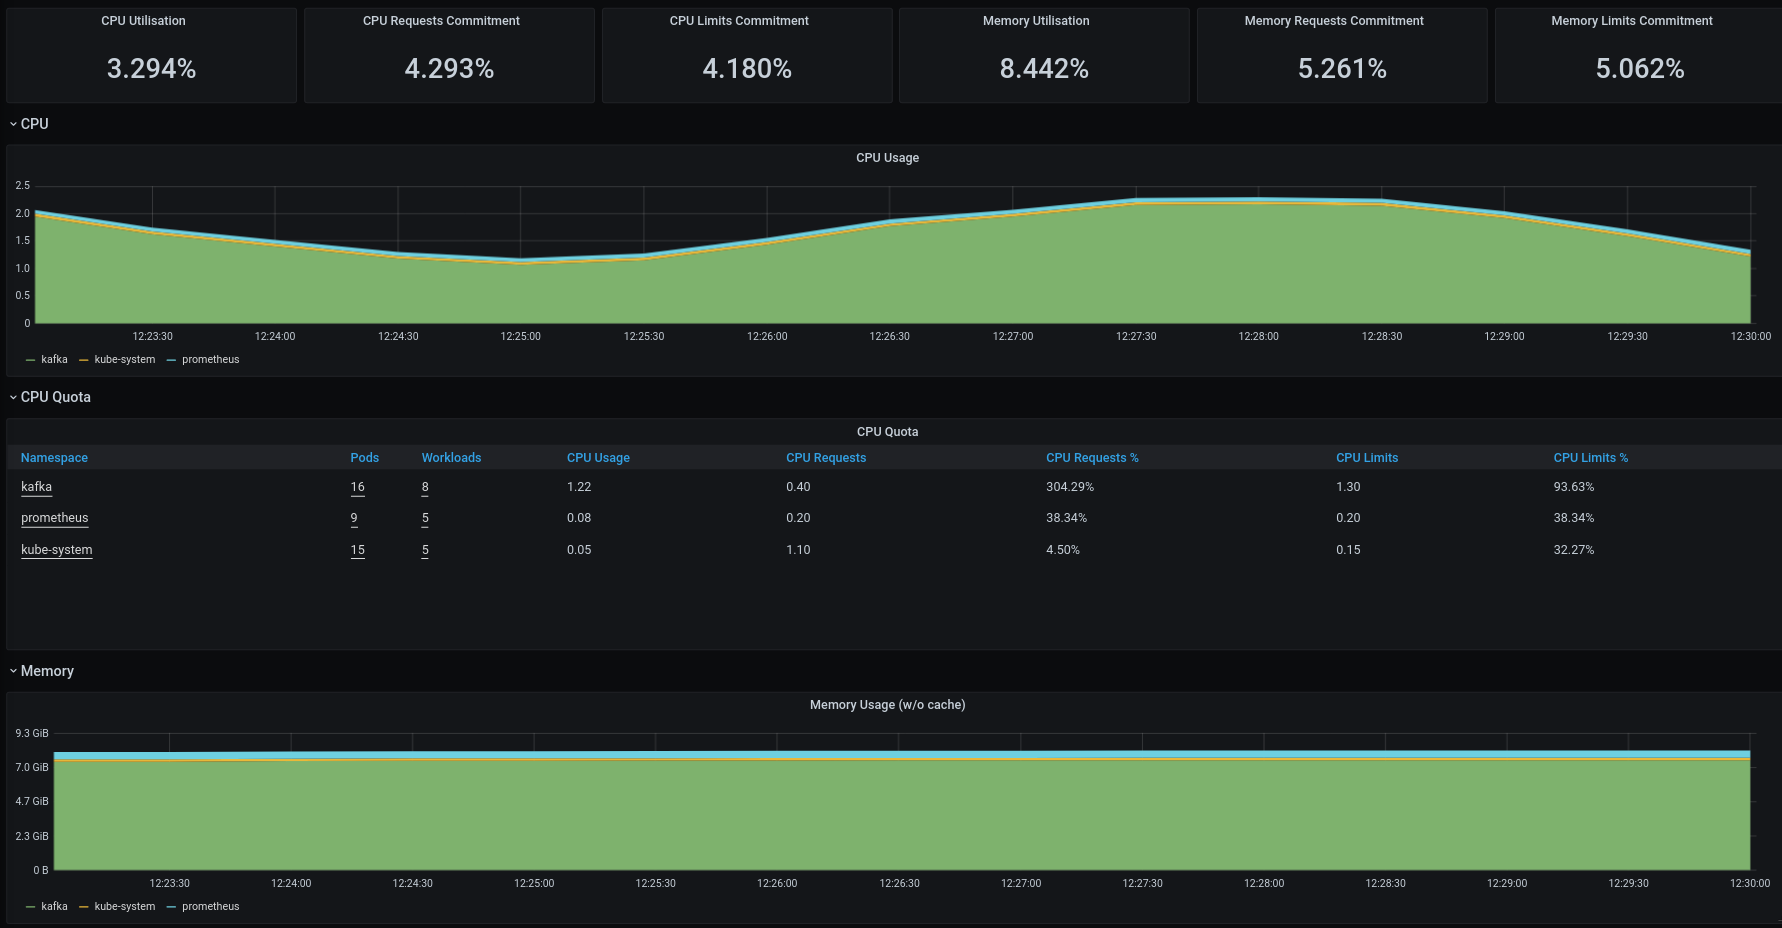 CPU Utilisation CPU Requests Commitment CPU Limits Commitment Memory Utilisation Memory Requests Commitment Memory Limits Commitment
3.294% 4.293% 4.180% 8.442% 5.261% 5.062%
CPU
CPU Usage
2.5
2.0
1.5
1.0
0.5
0
12:23:30 12:24:00 12:24:30 12:25:00 12:25:30 12:26:00 12:26:30 12:27:00 12:27:30 12:28:00 12:28:30 12:29:00 12:29:30 12:30:00
kafka kube-system prometheus
CPU Quota
CPU Quota
Namespace Pods Workloads CPU Usage CPU Requests CPU Requests % CPU Limits CPU Limits %
kafka 16 8 1.22 0.40 304.29% 1.30 93.63%
prometheus 9 5 0.08 0.20 38.34% 0.20 38.34%
kube-system 15 5 0.05 1.10 4.50% 0.15 32.27%
Memory
Memory Usage (w/o cache)
9.3 GiB
7.0 GiB
4.7 GiB
2.3 GiB
0 B
12:23:30 12:24:00 12:24:30 12:25:00 12:25:30 12:26:00 12:26:30 12:27:00 12:27:30 12:28:00 12:28:30 12:29:00 12:29:30 12:30:00
kafka kube-system prometheus